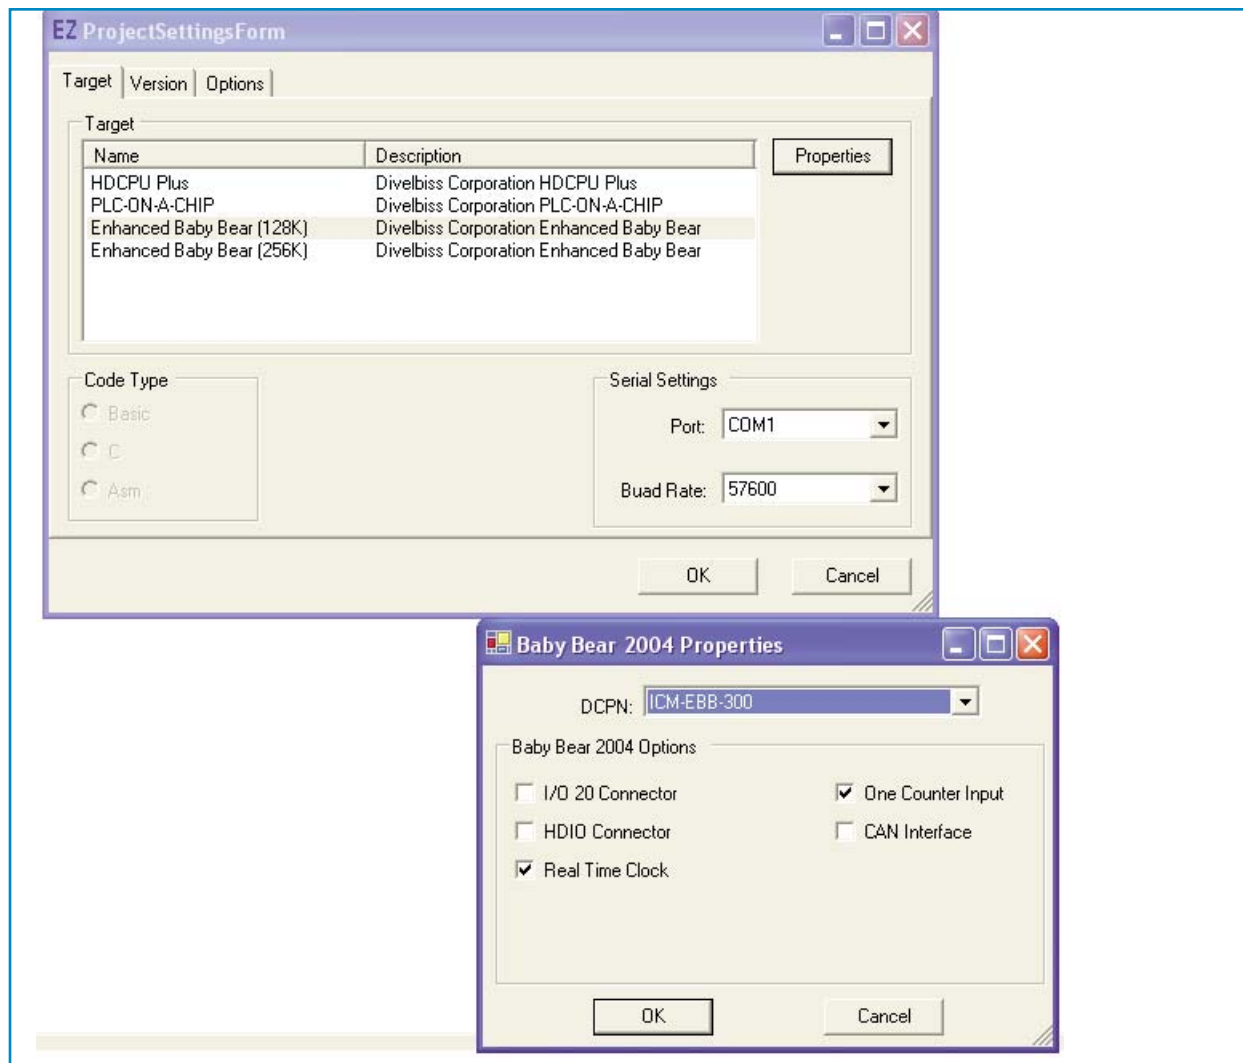 EZ ProjectSettingsForm
Target Version Options
Target
Name Description
HDCPU Plus Divelbiss Corporation HDCPU Plus
PLC-ON-A-CHIP Divelbiss Corporation PLC-ON-A-CHIP
Enhanced Baby Bear (128K) Divelbiss Corporation Enhanced Baby Bear
Enhanced Baby Bear (256K) Divelbiss Corporation Enhanced Baby Bear
Properties
Code Type
Basic
C
Asm
Serial Settings
Port: COM1
Buad Rate: 57600
OK Cancel
Baby Bear 2004 Properties
DCPN: ICM-EBB-300
Baby Bear 2004 Options
I/O 20 Connector One Counter Input
HDIO Connector CAN Interface
Real Time Clock
OK Cancel